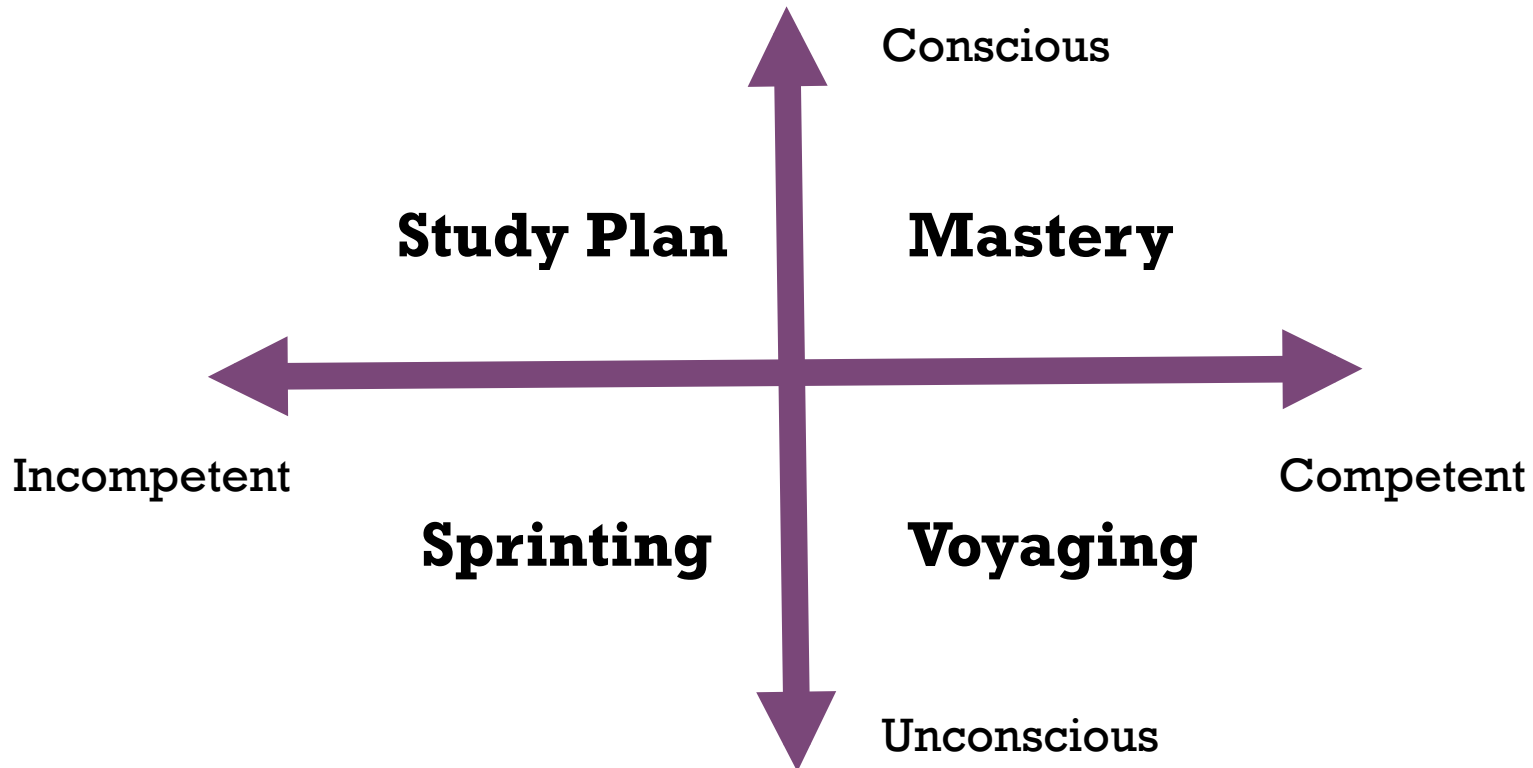 Conscious
Study Plan
Mastery
Incompetent
Competent
Sprinting
Voyaging
Unconscious